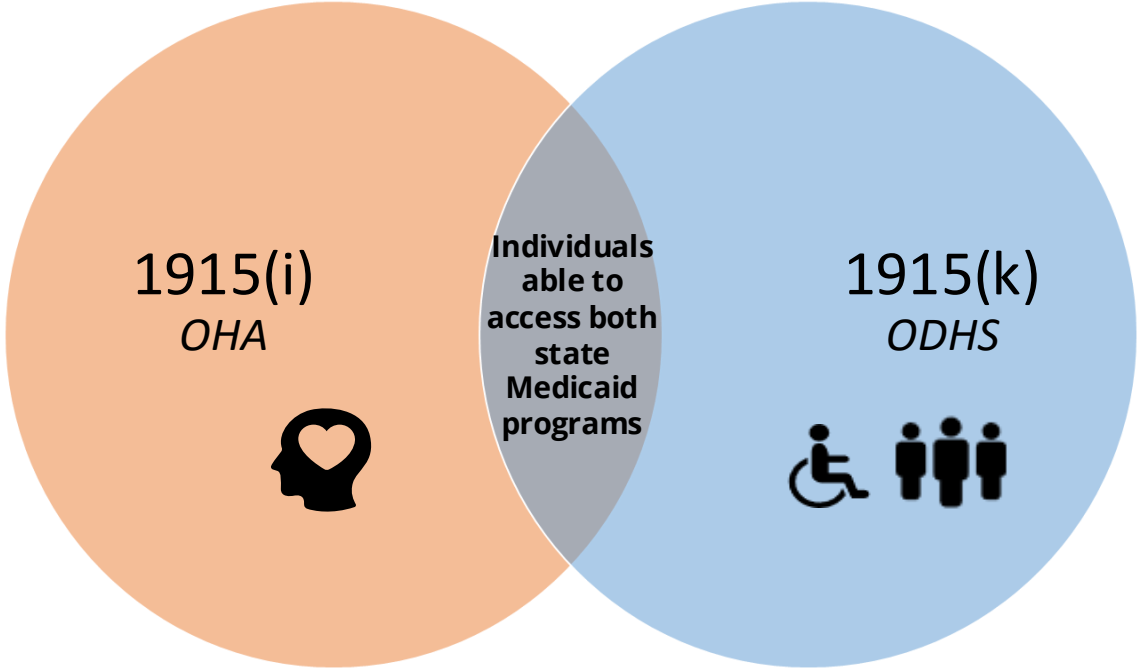 1915(i)
OHA
Individuals
able to
access both
state
Medicaid
programs
1915(k)
ODHS